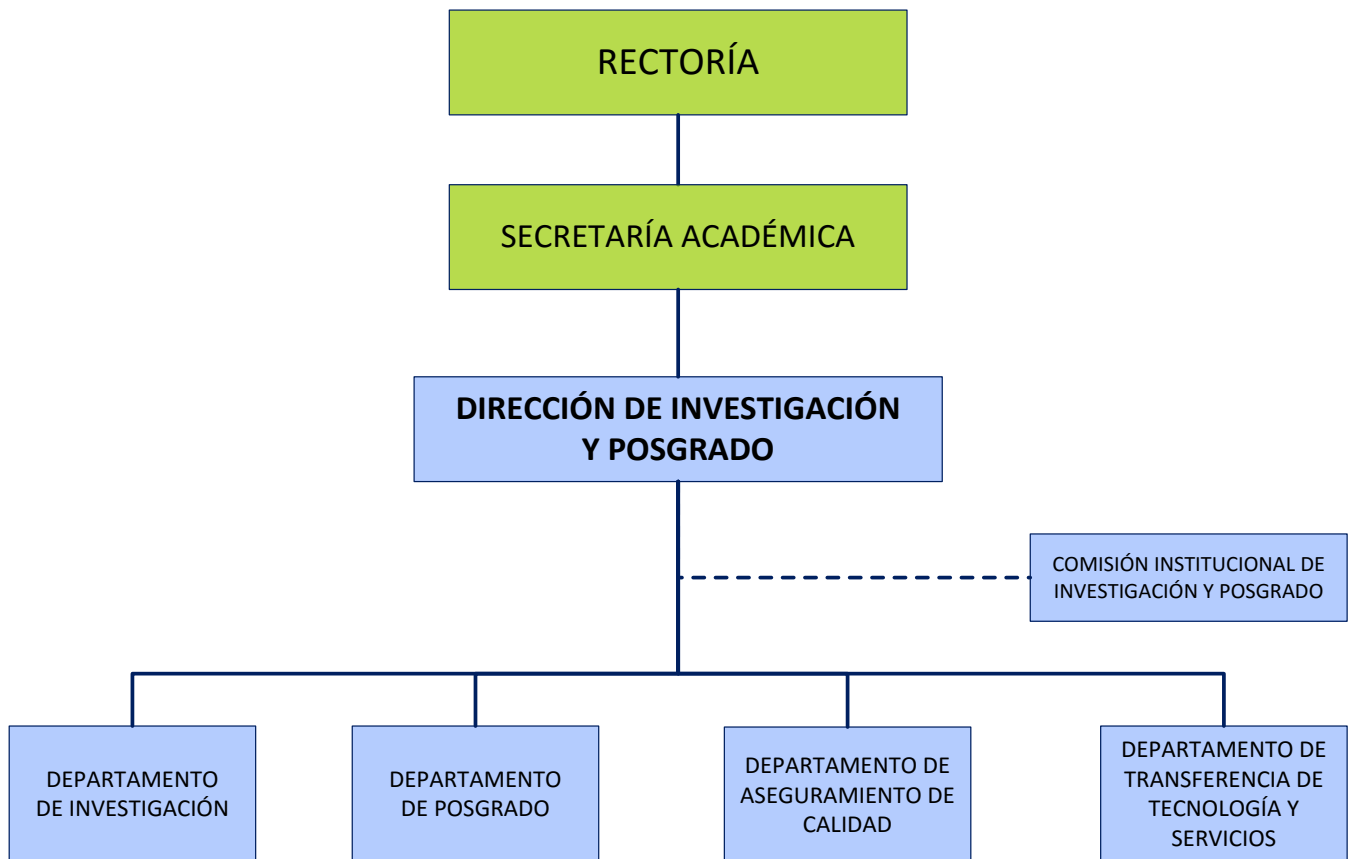 RECTORÍA
SECRETARÍA ACADÉMICA
DIRECCIÓN DE INVESTIGACIÓN
Y POSGRADO
COMISIÓN INSTITUCIONAL DE
INVESTIGACIÓN Y POSGRADO
DEPARTAMENTO
DE INVESTIGACIÓN
DEPARTAMENTO
DE POSGRADO
DEPARTAMENTO DE
ASEGURAMIENTO DE
CALIDAD
DEPARTAMENTO DE
TRANSFERENCIA DE
TECNOLOGÍA Y
SERVICIOS